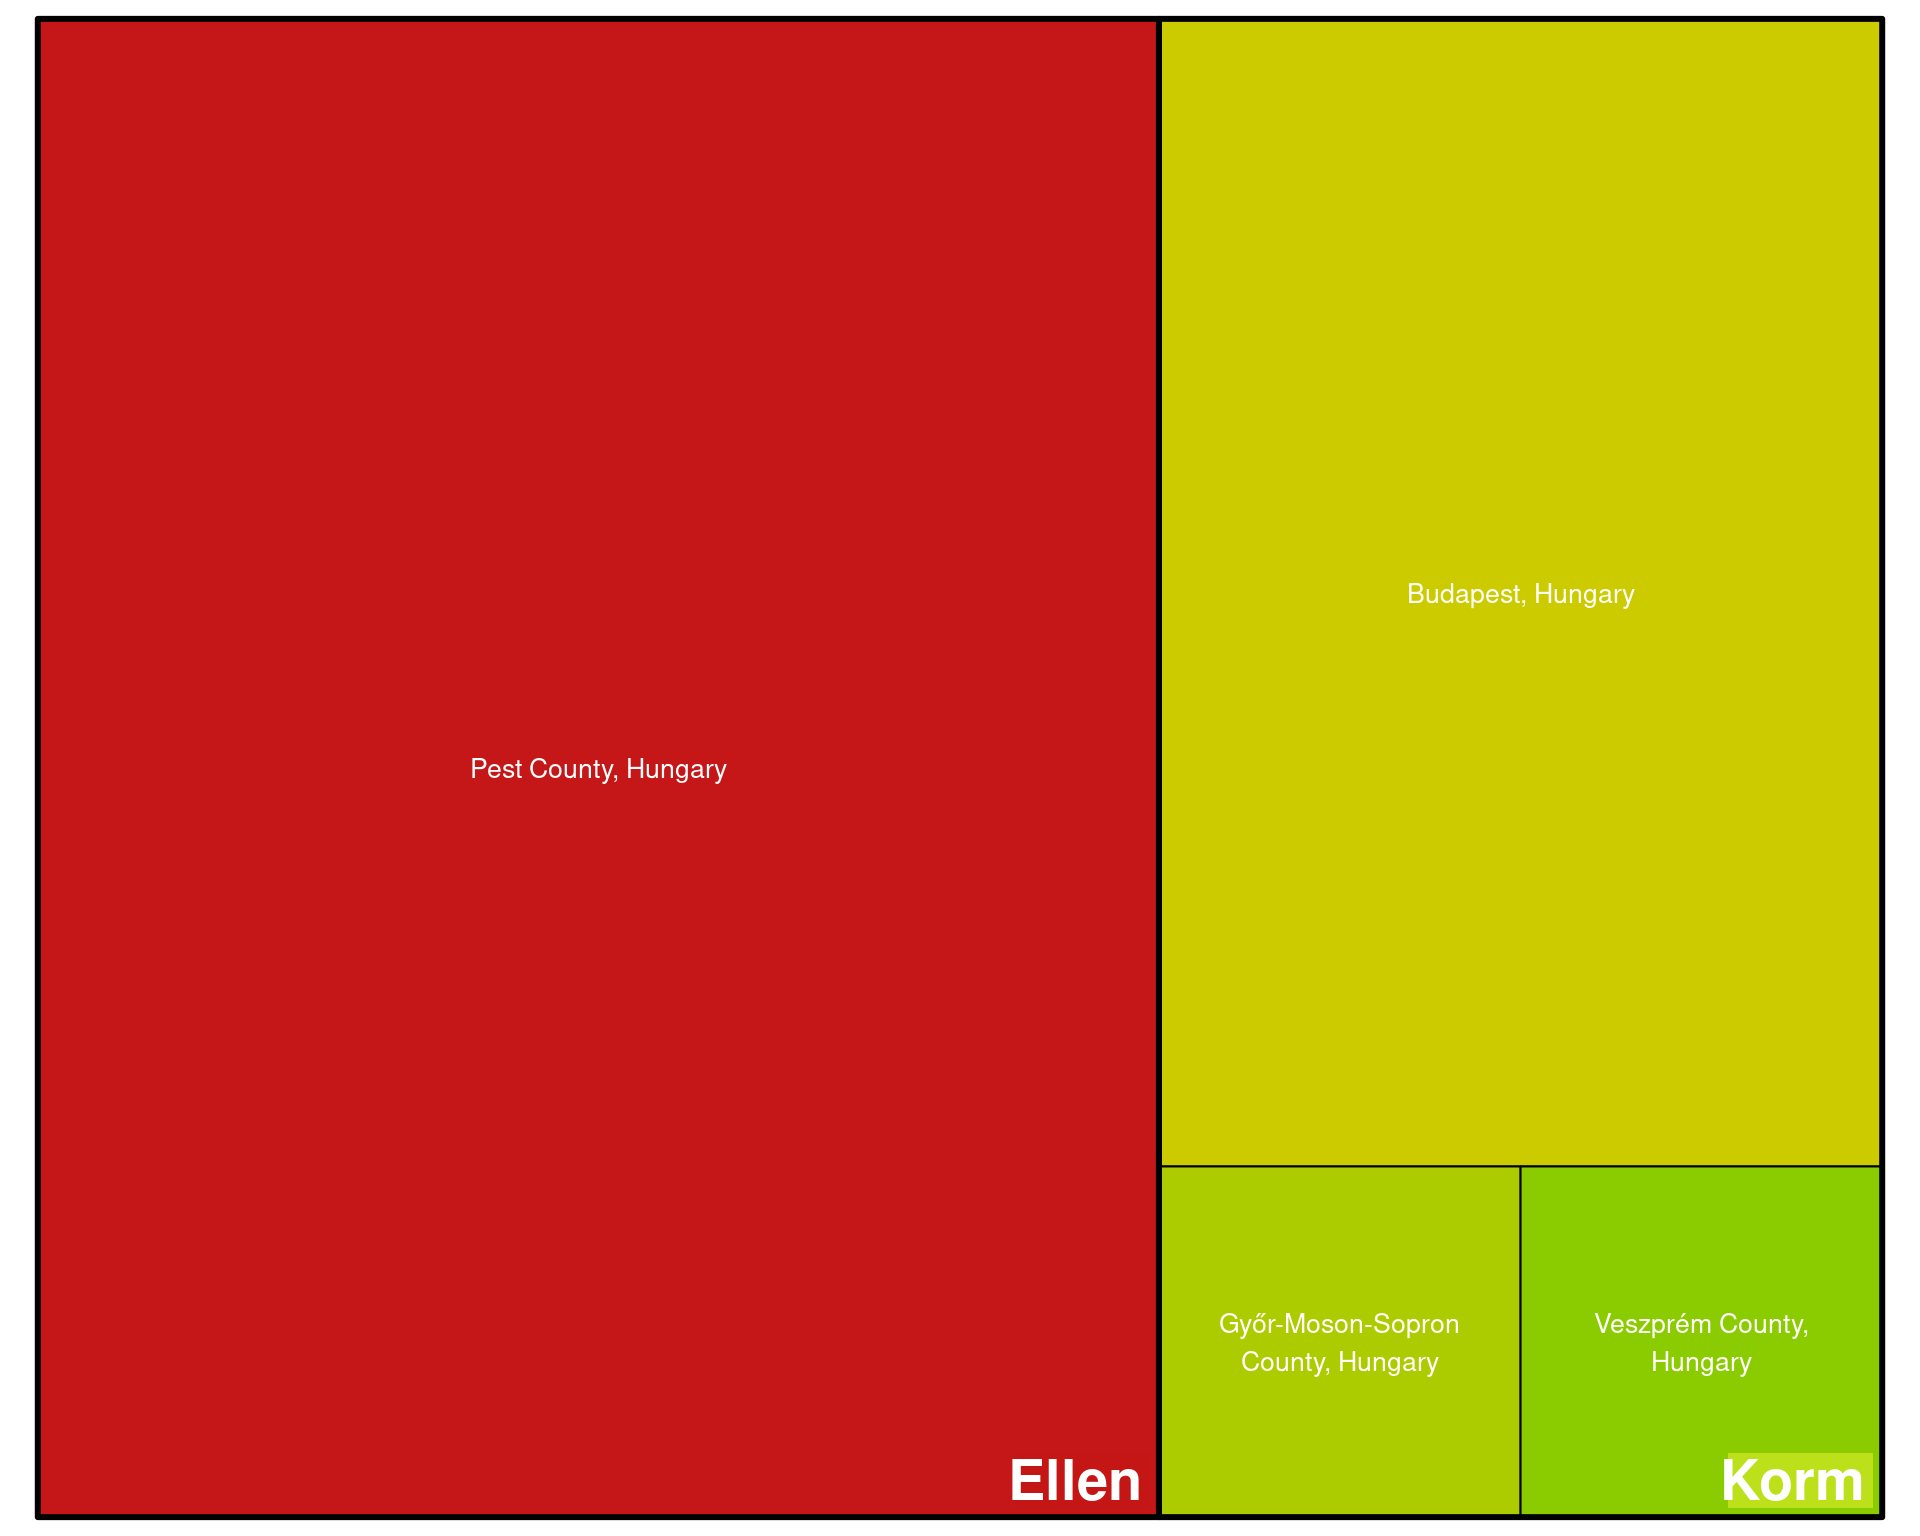 Budapest, Hungary
Pest County, Hungary
Győr-Moson-Sopron
County, Hungary
Veszprém County,
Hungary
Ellen
Korm